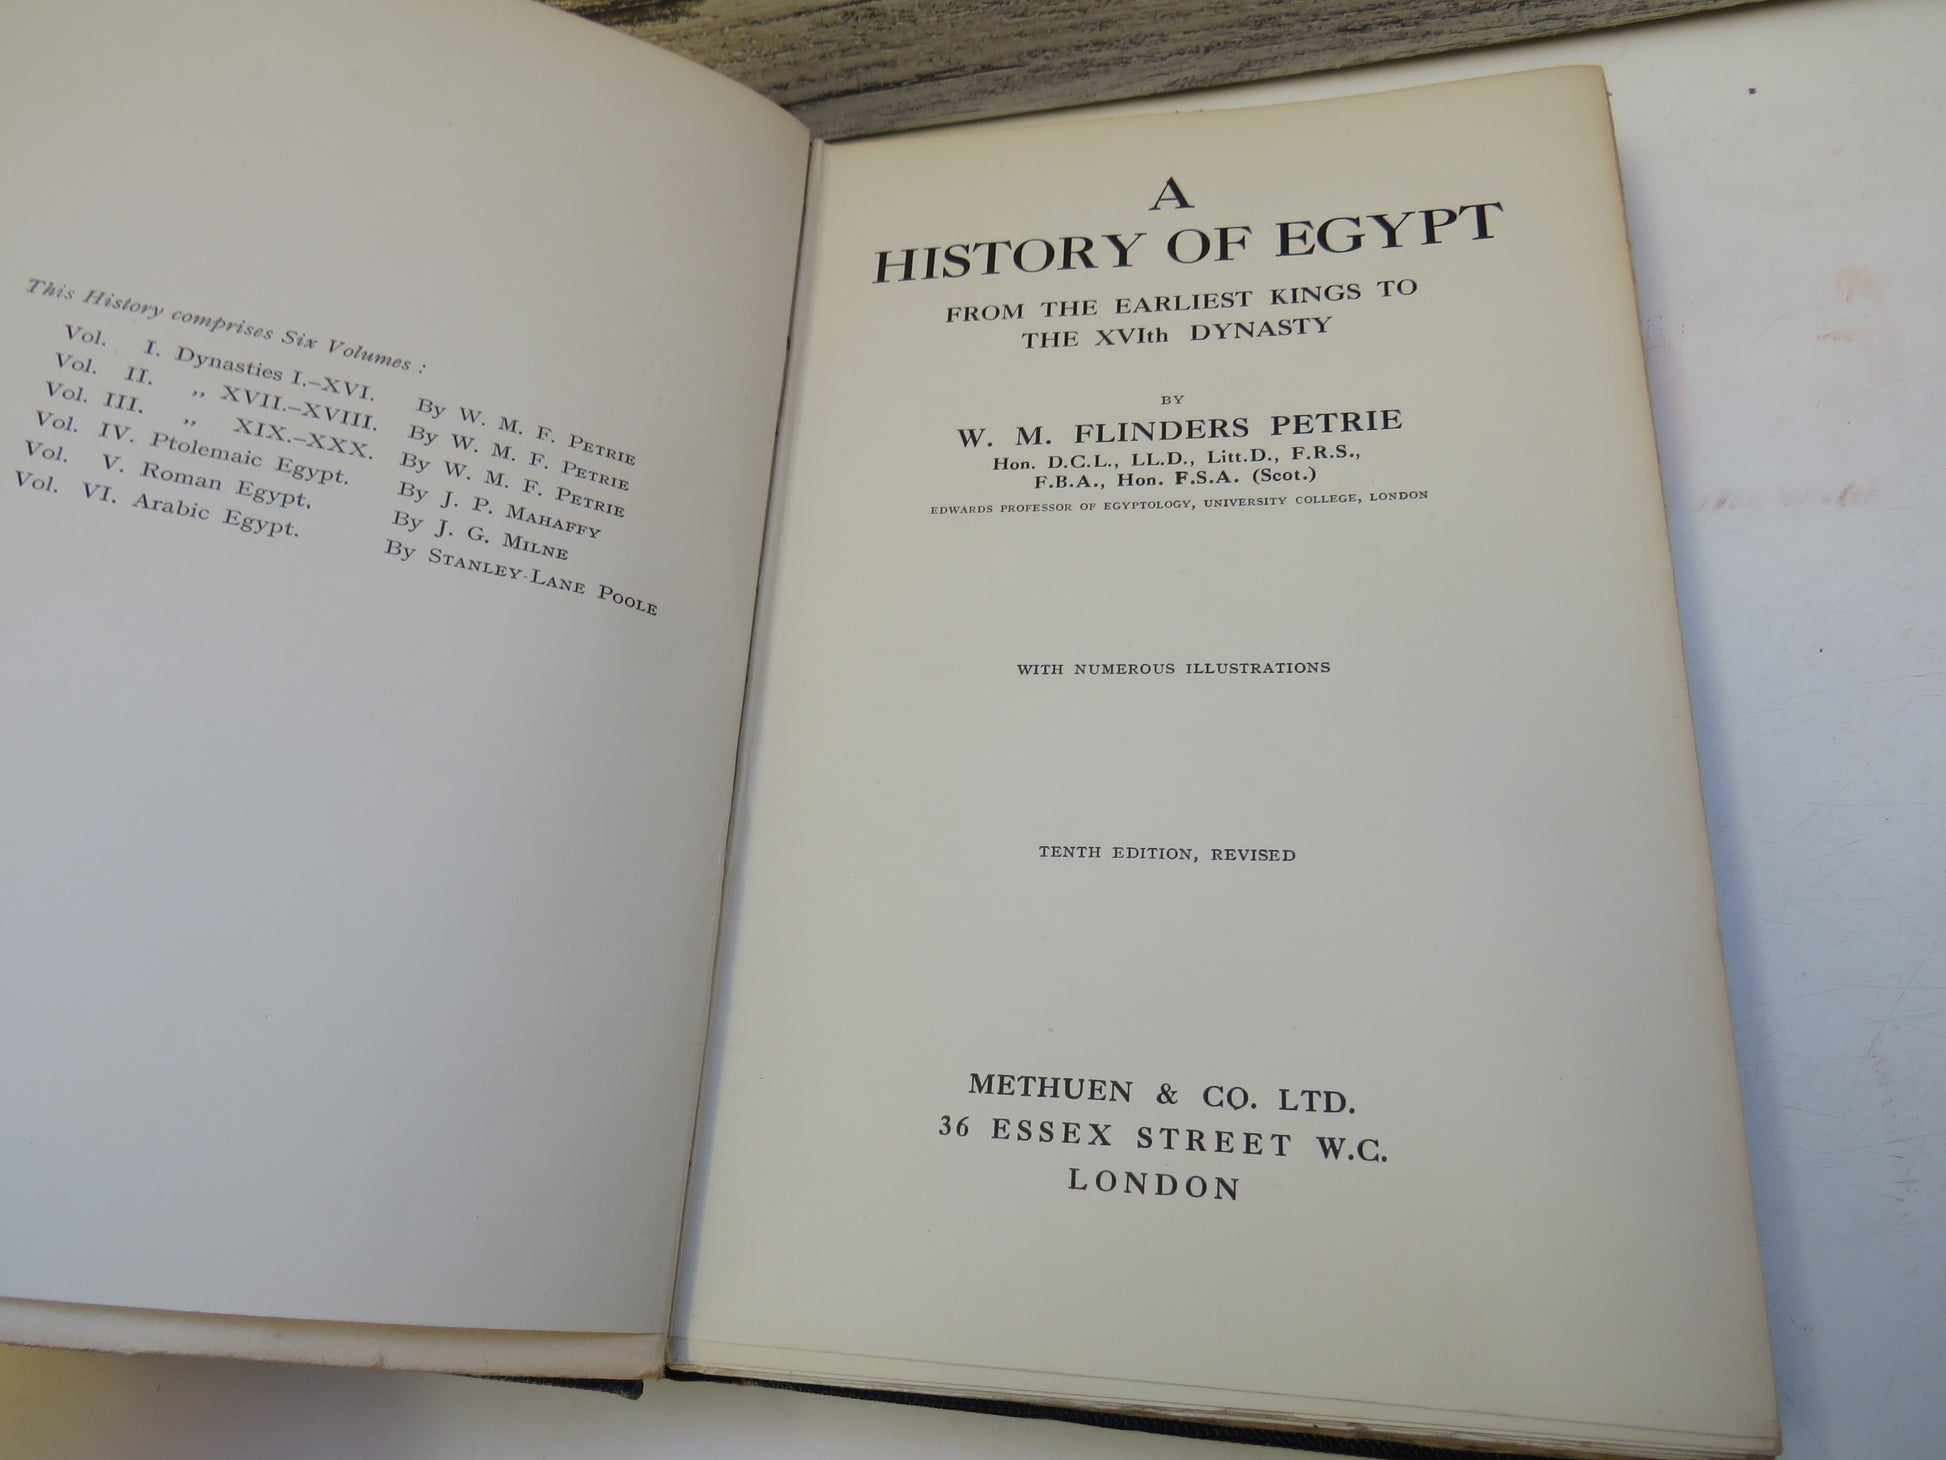 This History comprises Six Volumes :
Vol. I. Dynasties I.–XVI. By W. M. F. PETRIE
Vol. II. ,, XVII.–XVIII. By W. M. F. PETRIE
Vol. III. ,, XIX.–XXX. By W. M. F. PETRIE
Vol. IV. Ptolemaic Egypt. By J. P. MAHAFFY
Vol. V. Roman Egypt. By J. G. MILNE
Vol. VI. Arabic Egypt. By STANLEY-LANE POOLE
A
HISTORY OF EGYPT
FROM THE EARLIEST KINGS TO
THE XVIth DYNASTY
BY
W. M. FLINDERS PETRIE
Hon. D.C.L., LL.D., Litt.D., F.R.S.,
F.B.A., Hon. F.S.A. (Scot.)
EDWARDS PROFESSOR OF EGYPTOLOGY, UNIVERSITY COLLEGE, LONDON
WITH NUMEROUS ILLUSTRATIONS
TENTH EDITION, REVISED
METHUEN & CO. LTD.
36 ESSEX STREET W.C.
LONDON